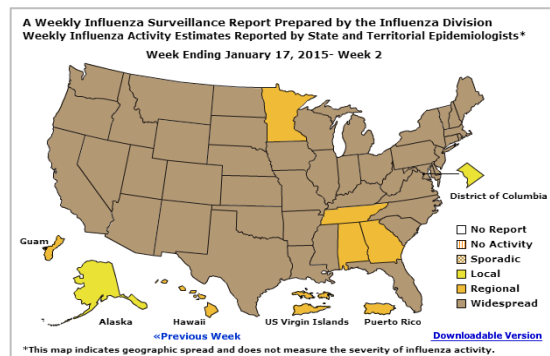 A Weekly Influenza Surveillance Report Prepared by the Influenza Division
Weekly Influenza Activity Estimates Reported by State and Territorial Epidemiologists*
Week Ending January 17, 2015- Week 2
District of Columbia
No Report
No Activity
Sporadic
Local
Regional
Widespread
Guam
Alaska
Hawaii
US Virgin Islands
Puerto Rico
«Previous Week
Downloadable Version
*This map indicates geographic spread and does not measure the severity of influenza activity.